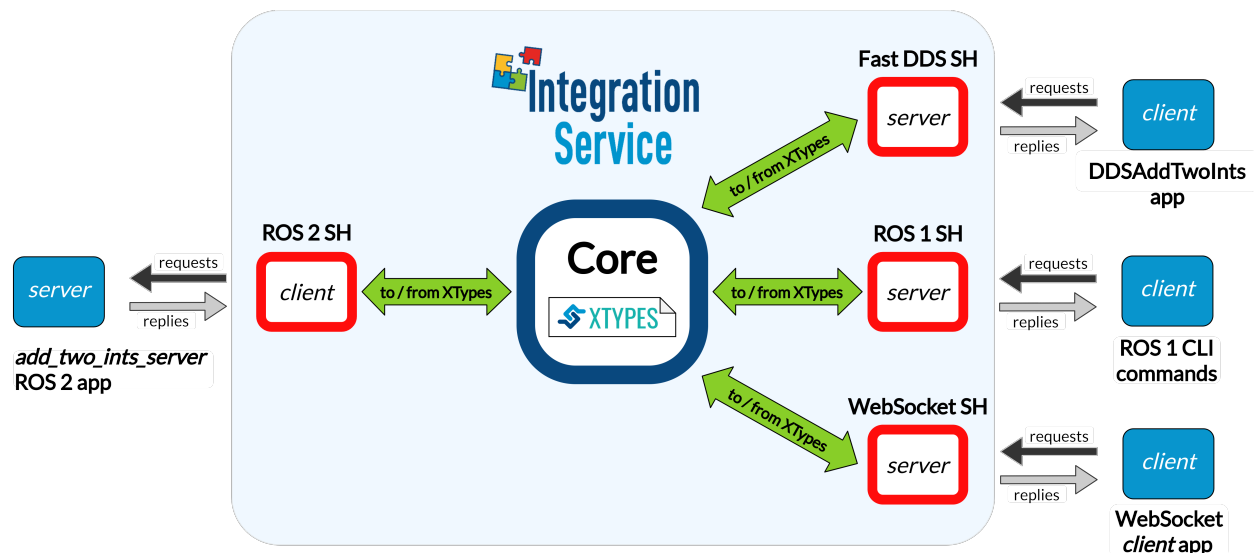 Integration
Service
Fast DDS SH
server
requests
replies
client
DDSAddTwoInts
app
to / from XTypes
ROS 2 SH
client
requests
replies
server
add_two_ints_server
ROS 2 app
to / from XTypes
Core
XTYPES
to / from XTypes
ROS 1 SH
server
requests
replies
client
ROS 1 CLI
commands
to / from XTypes
WebSocket SH
server
requests
replies
client
WebSocket
client app